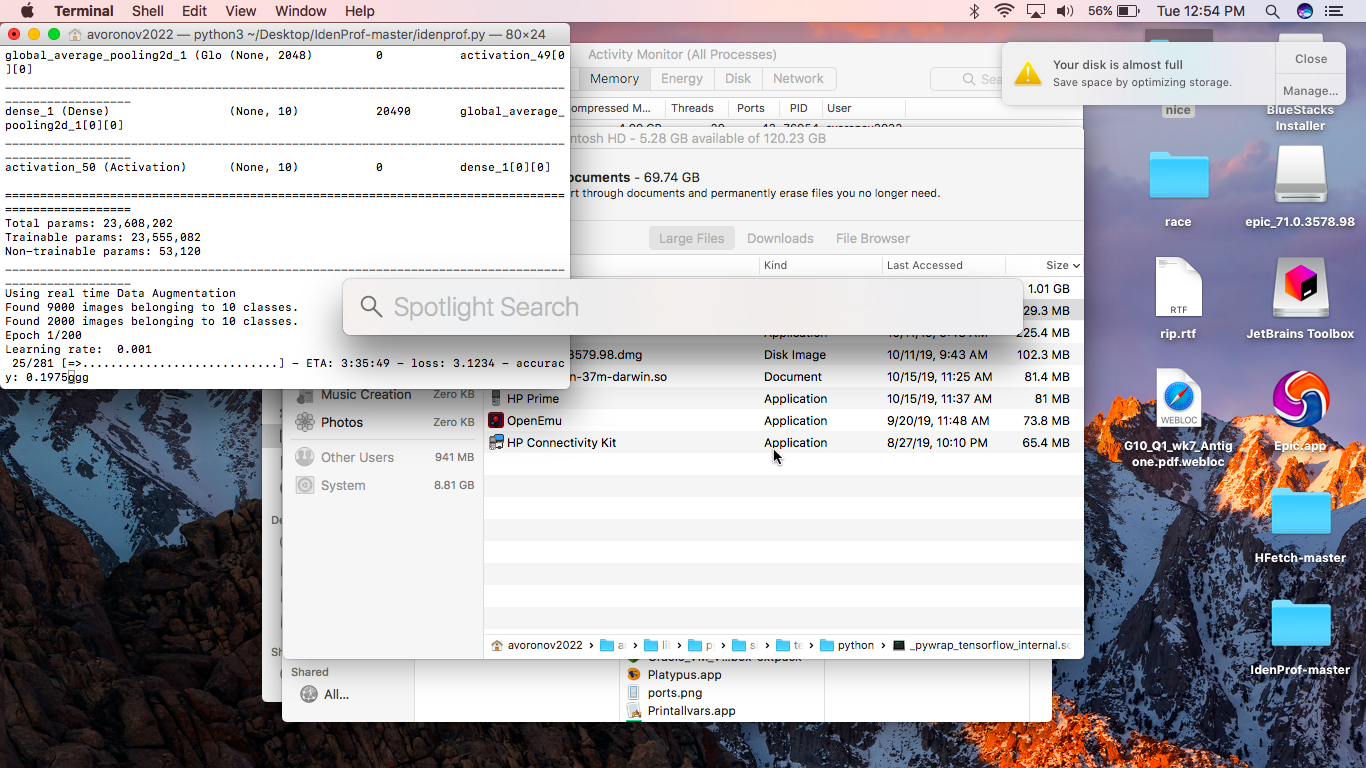 Terminal Shell Edit View Window Help 56% Tue 12:54 PM
avoronov2022 — python3 ~/Desktop/IdenProf-master/idenprof.py — 80×24
global_average_pooling2d_1 (Glo (None, 2048) 0 activation_49[0
][0]
dense_1 (Dense) (None, 10) 20490 global_average_
pooling2d_1[0][0]
activation_50 (Activation) (None, 10) 0 dense_1[0][0]
Total params: 23,608,202
Trainable params: 23,555,082
Non-trainable params: 53,120
Using real time Data Augmentation
Found 9000 images belonging to 10 classes.
Found 2000 images belonging to 10 classes.
Epoch 1/200
Learning rate: 0.001
25/281 [=>............................] - ETA: 3:35:49 - loss: 3.1234 - accurac
y: 0.1975ggg
Activity Monitor (All Processes)
Memory Energy Disk Network
Threads Ports PID User
5.28 GB available of 120.23 GB
- 69.74 GB
through documents and permanently erase files you no longer need.
Large Files Downloads File Browser
Kind Last Accessed Size
1.01 GB
29.3 MB
Application 225.4 MB
3579.98.dmg Disk Image 10/11/19, 9:43 AM 102.3 MB
n-37m-darwin.so Document 10/15/19, 11:25 AM 81.4 MB
HP Prime Application 10/15/19, 11:37 AM 81 MB
OpenEmu Application 9/20/19, 11:48 AM 73.8 MB
HP Connectivity Kit Application 8/27/19, 10:10 PM 65.4 MB
Spotlight Search
Music Creation Zero KB
Photos Zero KB
Other Users 941 MB
System 8.81 GB
avoronov2022 › python › _pywrap_tensorflow_internal.so
Shared
All...
Platypus.app
ports.png
Printallvars.app
Your disk is almost full
Save space by optimizing storage.
Close
Manage...
nice
BlueStacks
Installer
race
epic_71.0.3578.98
RTF
rip.rtf
JetBrains Toolbox
WEBLOC
G10_Q1_wk7_Antig
one.pdf.webloc
Epic.app
HFetch-master
IdenProf-master